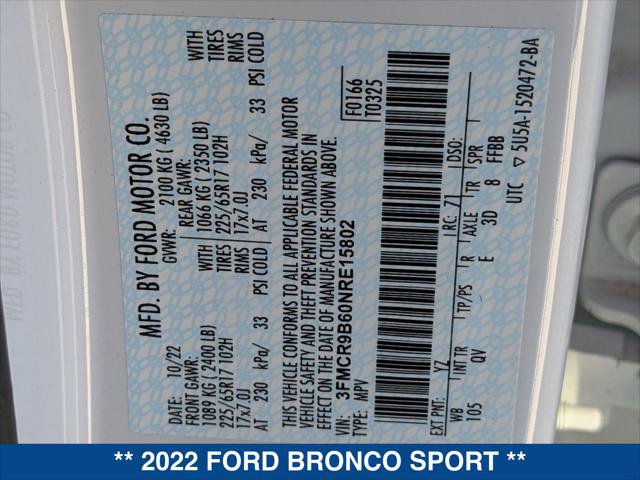 MFD. BY FORD MOTOR CO.
DATE: 10/22 GVWR: 2100 KG ( 4630 LB)
FRONT GAWR: REAR GAWR:
1089 KG ( 2400 LB) WITH 1066 KG ( 2350 LB) WITH
225/65R17 102H TIRES 225/65R17 102H TIRES
17x7.0J RIMS 17x7.0J RIMS
AT 230 kPa/ 33 PSI COLD AT 230 kPa/ 33 PSI COLD
THIS VEHICLE CONFORMS TO ALL APPLICABLE FEDERAL MOTOR
VEHICLE SAFETY AND THEFT PREVENTION STANDARDS IN
EFFECT ON THE DATE OF MANUFACTURE SHOWN ABOVE.
VIN: 3FMCR9B60NRE15802 F0166
TYPE: MPV T0325
EXT PNT: YZ RC: 71 DSO:
WB INT TR TP/PS R AXLE TR SPR
105 QV E 3D 8 FFBB
UTC ▽ 5U5A-1520472-BA
** 2022 FORD BRONCO SPORT **